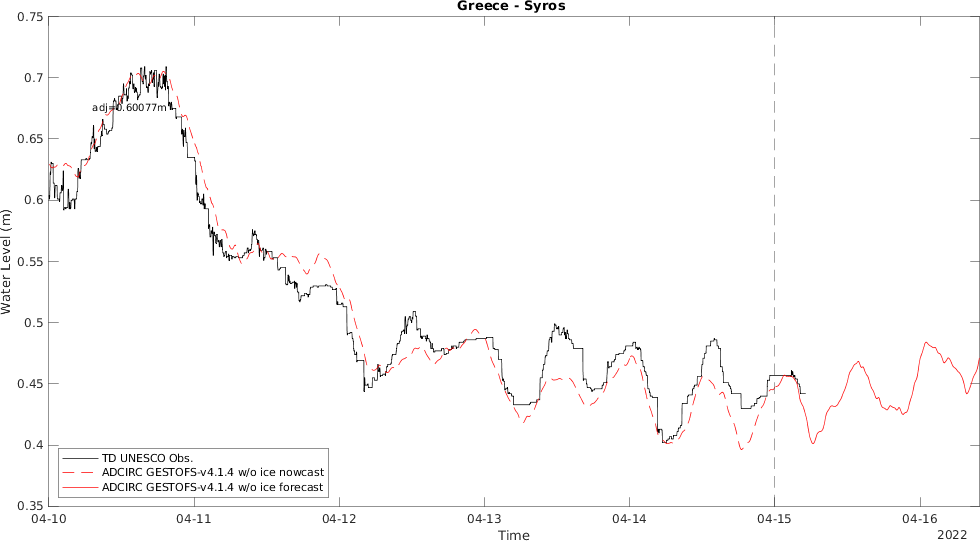 Greece - Syros
0.75
0.7
0.65
0.6
0.55
0.5
0.45
0.4
0.35
Water Level (m)
adj=0.60077m
TD UNESCO Obs.
ADCIRC GESTOFS-v4.1.4 w/o ice nowcast
ADCIRC GESTOFS-v4.1.4 w/o ice forecast
04-10 04-11 04-12 04-13 04-14 04-15 04-16
Time
2022